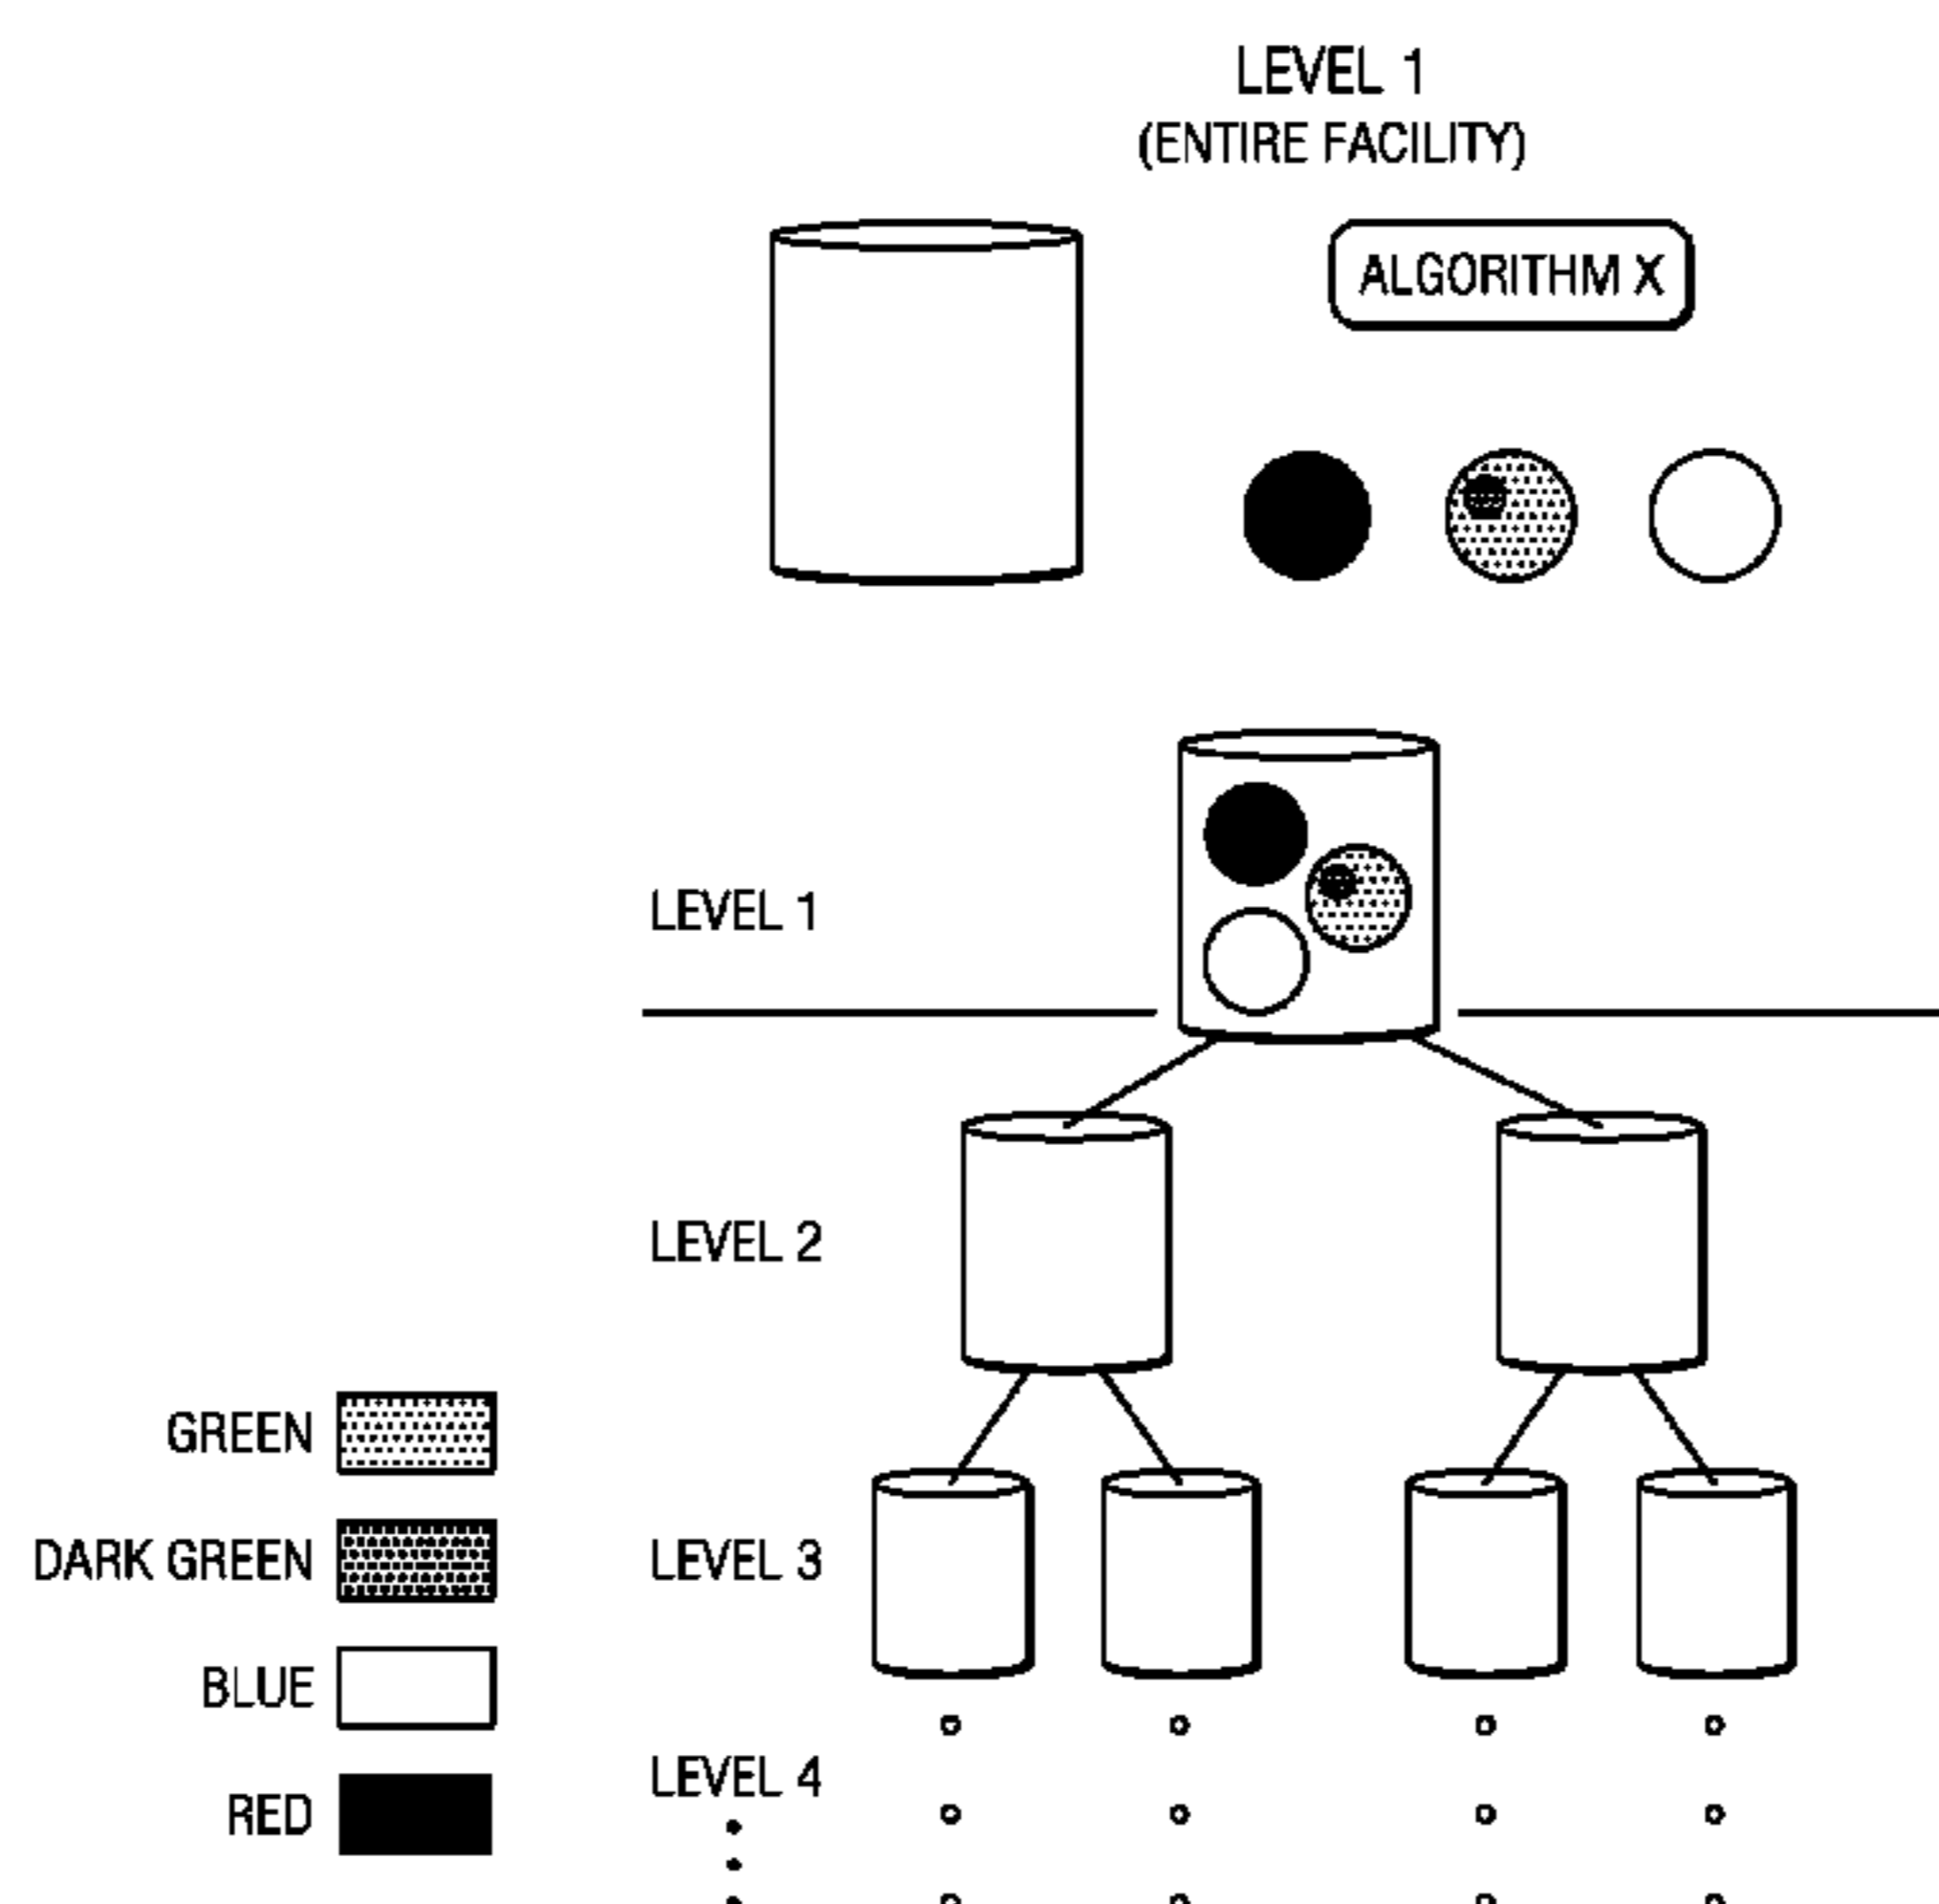 LEVEL 1
(ENTIRE FACILITY)
ALGORITHM X
LEVEL 1
LEVEL 2
GREEN
DARK GREEN
LEVEL 3
BLUE
LEVEL 4
RED